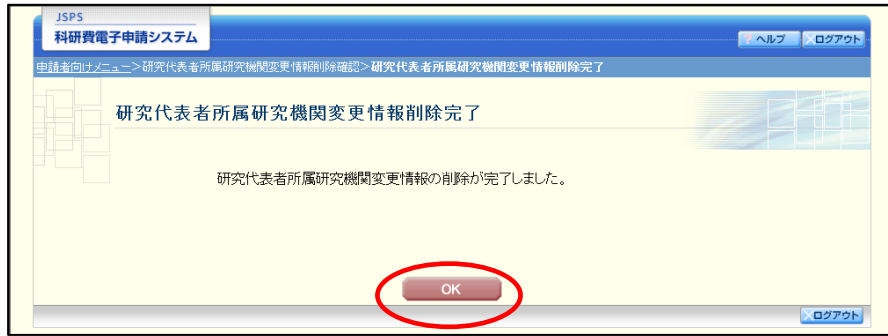 JSPS
科研費電子申請システム
ヘルプ
ログアウト
申請者向けメニュー>研究代表者所属研究機関変更情報削除確認>研究代表者所属研究機関変更情報削除完了
研究代表者所属研究機関変更情報削除完了
研究代表者所属研究機関変更情報の削除が完了しました。
OK
ログアウト